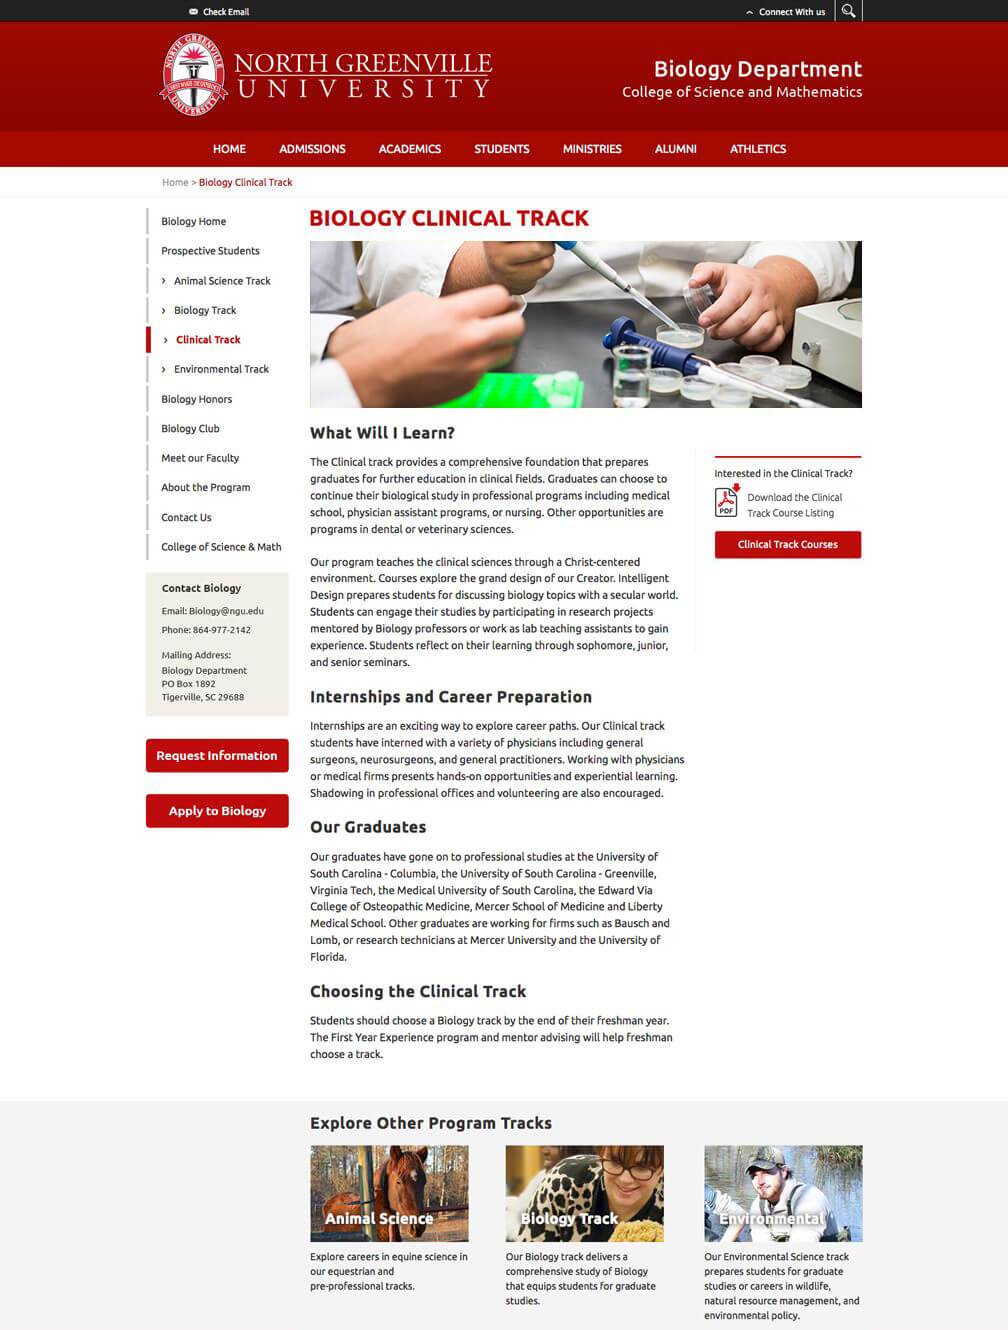 Check Email
Connect With us
NORTH GREENVILLE
UNIVERSITY
NORTH GREENVILLE
UNIVERSITY
Biology Department
College of Science and Mathematics
HOME ADMISSIONS ACADEMICS STUDENTS MINISTRIES ALUMNI ATHLETICS
Home > Biology Clinical Track
Biology Home
Prospective Students
› Animal Science Track
› Biology Track
› Clinical Track
› Environmental Track
Biology Honors
Biology Club
Meet our Faculty
About the Program
Contact Us
College of Science & Math
Contact Biology
Email: Biology@ngu.edu
Phone: 864-977-2142
Mailing Address:
Biology Department
PO Box 1892
Tigerville, SC 29688
Request Information
Apply to Biology
BIOLOGY CLINICAL TRACK
What Will I Learn?
The Clinical track provides a comprehensive foundation that prepares
graduates for further education in clinical fields. Graduates can choose to
continue their biological study in professional programs including medical
school, physician assistant programs, or nursing. Other opportunities are
programs in dental or veterinary sciences.
Our program teaches the clinical sciences through a Christ-centered
environment. Courses explore the grand design of our Creator. Intelligent
Design prepares students for discussing biology topics with a secular world.
Students can engage their studies by participating in research projects
mentored by Biology professors or work as lab teaching assistants to gain
experience. Students reflect on their learning through sophomore, junior,
and senior seminars.
Interested in the Clinical Track?
PDF
Download the Clinical
Track Course Listing
Clinical Track Courses
Internships and Career Preparation
Internships are an exciting way to explore career paths. Our Clinical track
students have interned with a variety of physicians including general
surgeons, neurosurgeons, and general practitioners. Working with physicians
or medical firms presents hands-on opportunities and experiential learning.
Shadowing in professional offices and volunteering are also encouraged.
Our Graduates
Our graduates have gone on to professional studies at the University of
South Carolina - Columbia, the University of South Carolina - Greenville,
Virginia Tech, the Medical University of South Carolina, the Edward Via
College of Osteopathic Medicine, Mercer School of Medicine and Liberty
Medical School. Other graduates are working for firms such as Bausch and
Lomb, or research technicians at Mercer University and the University of
Florida.
Choosing the Clinical Track
Students should choose a Biology track by the end of their freshman year.
The First Year Experience program and mentor advising will help freshman
choose a track.
Explore Other Program Tracks
Animal Science
Explore careers in equine science in
our equestrian and
pre-professional tracks.
Biology Track
Our Biology track delivers a
comprehensive study of Biology
that equips students for graduate
studies.
Environmental
Our Environmental Science track
prepares students for graduate
studies or careers in wildlife,
natural resource management, and
environmental policy.